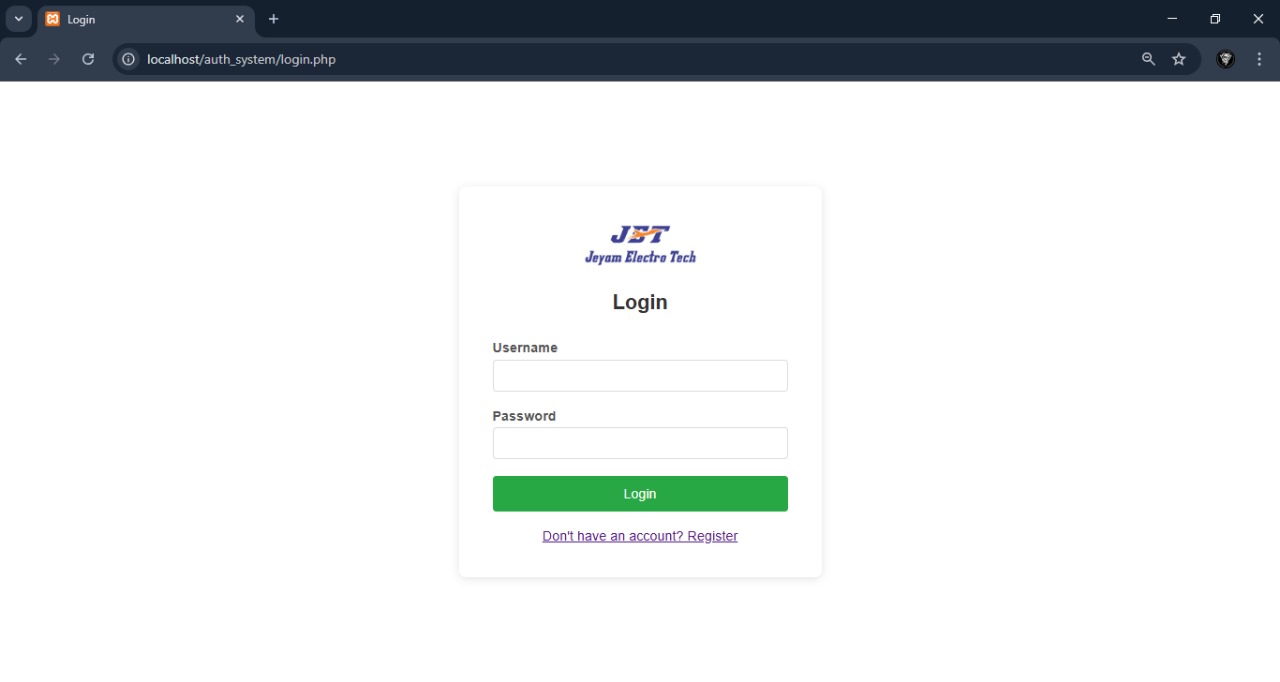 Login
localhost/auth_system/login.php
JET
Jeyam Electro Tech
Login
Username
Password
Login
Don't have an account? Register